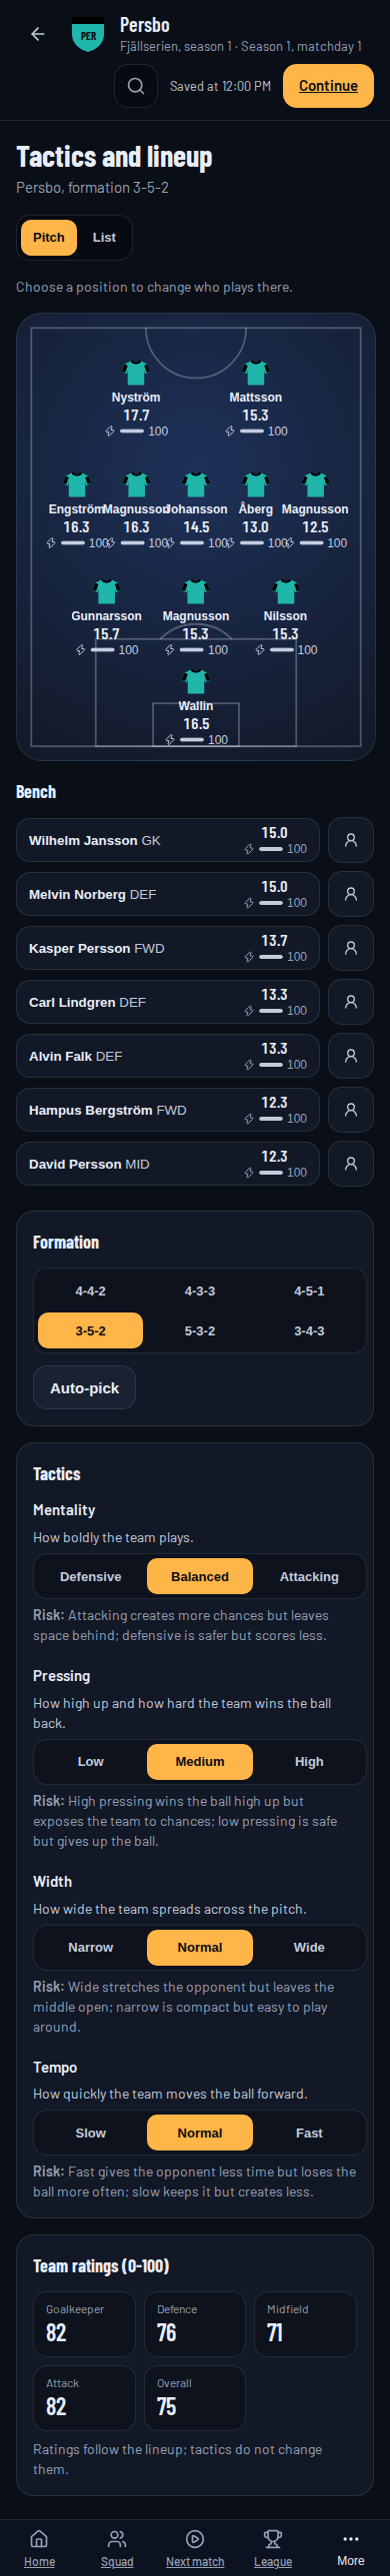 PER
Persbo
Fjällserien, season 1 · Season 1, matchday 1
Saved at 12:00 PM
Continue
Tactics and lineup
Persbo, formation 3-5-2
Pitch
List
Choose a position to change who plays there.
Nyström
17.7
100
Mattsson
15.3
100
Engström
16.3
100
Magnusson
16.3
100
Johansson
14.5
100
Åberg
13.0
100
Magnusson
12.5
100
Gunnarsson
15.7
100
Magnusson
15.3
100
Nilsson
15.3
100
Wallin
16.5
100
Bench
Wilhelm Jansson GK
15.0
100
Melvin Norberg DEF
15.0
100
Kasper Persson FWD
13.7
100
Carl Lindgren DEF
13.3
100
Alvin Falk DEF
13.3
100
Hampus Bergström FWD
12.3
100
David Persson MID
12.3
100
Formation
4-4-2
4-3-3
4-5-1
3-5-2
5-3-2
3-4-3
Auto-pick
Tactics
Mentality
How boldly the team plays.
Defensive
Balanced
Attacking
Risk: Attacking creates more chances but leaves
space behind; defensive is safer but scores less.
Pressing
How high up and how hard the team wins the ball
back.
Low
Medium
High
Risk: High pressing wins the ball high up but
exposes the team to chances; low pressing is safe
but gives up the ball.
Width
How wide the team spreads across the pitch.
Narrow
Normal
Wide
Risk: Wide stretches the opponent but leaves the
middle open; narrow is compact but easy to play
around.
Tempo
How quickly the team moves the ball forward.
Slow
Normal
Fast
Risk: Fast gives the opponent less time but loses the
ball more often; slow keeps it but creates less.
Team ratings (0-100)
Goalkeeper
82
Defence
76
Midfield
71
Attack
82
Overall
75
Ratings follow the lineup; tactics do not change
them.
Home
Squad
Next match
League
More